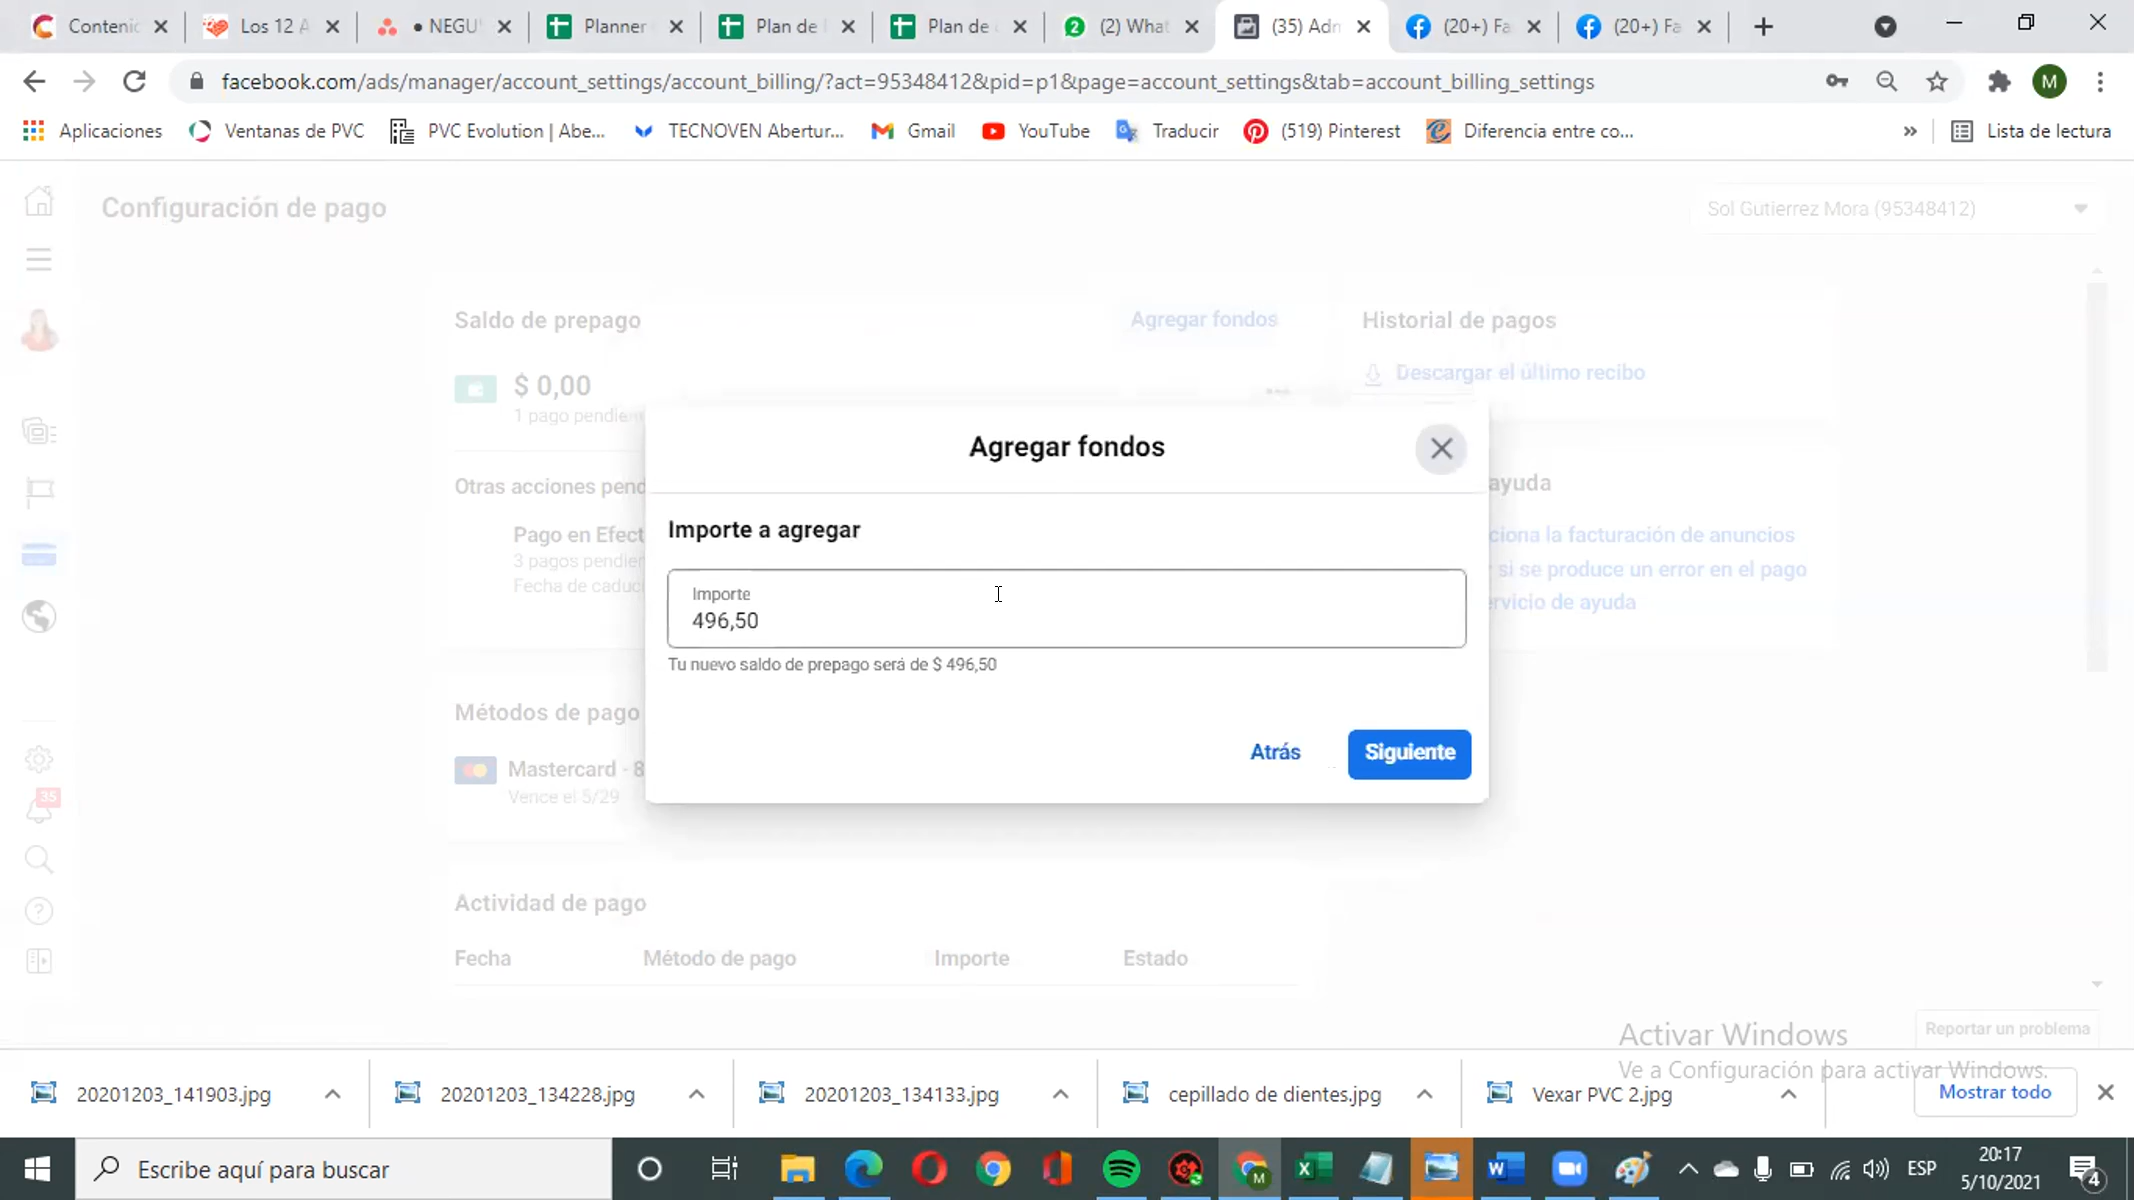 Contenic
Los 12 A
• NEGU
Planner
Plan de
Plan de
(2) What
(35) Adn
(20+) Fa
(20+) Fa
facebook.com/ads/manager/account_settings/account_billing/?act=95348412&pid=p1&page=account_settings&tab=account_billing_settings
M
Aplicaciones
Ventanas de PVC
PVC Evolution | Abe...
TECNOVEN Abertur...
Gmail
YouTube
Traducir
(519) Pinterest
Diferencia entre co...
»
Lista de lectura
Configuración de pago
Sol Gutierrez Mora (95348412)
Saldo de prepago
Agregar fondos
Historial de pagos
$ 0,00
1 pago pendien
Descargar el último recibo
Agregar fondos
Otras acciones pend
ayuda
Importe a agregar
Pago en Efect
3 pagos pendien
Fecha de caduc
ciona la facturación de anuncios
si se produce un error en el pago
ervicio de ayuda
Importe
496,50
Tu nuevo saldo de prepago será de $ 496,50
Métodos de pago
Atrás
Siguiente
Mastercard - 8
Vence el 5/29
35
Actividad de pago
Fecha
Método de pago
Importe
Estado
Reportar un problema
Activar Windows
Ve a Configuración para activar Windows.
20201203_141903.jpg
20201203_134228.jpg
20201203_134133.jpg
cepillado de dientes.jpg
Vexar PVC 2.jpg
Mostrar todo
Escribe aquí para buscar
ESP
20:17
5/10/2021
4